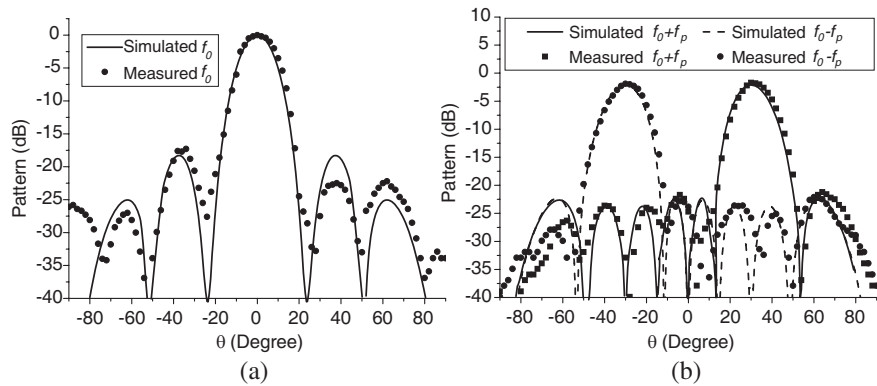 0
-5
-10
-15
-20
-25
-30
-35
-40
Pattern (dB)
Simulated f0
Measured f0
-80 -60 -40 -20 0 20 40 60 80
θ (Degree)
(a)
Simulated f0+fp Simulated f0-fp
Measured f0+fp Measured f0-fp
10
5
0
-5
-10
-15
-20
-25
-30
-35
-40
Pattern (dB)
-80 -60 -40 -20 0 20 40 60 80
θ (Degree)
(b)